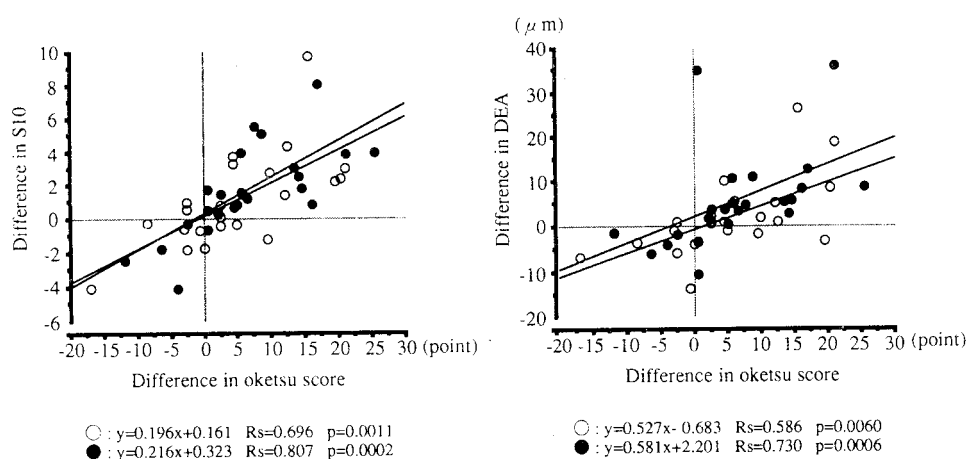 10
8
6
4
2
0
-2
-4
-6
Difference in S10
-20 -15 -10 -5 0 5 10 15 20 25 30 (point)
Difference in oketsu score
○ : y=0.196x+0.161 Rs=0.696 p=0.0011
● : y=0.216x+0.323 Rs=0.807 p=0.0002
(μm)
40
30
20
10
0
-10
-20
Difference in DEA
-20 -15 -10 -5 0 5 10 15 20 25 30 (point)
Difference in oketsu score
○ : y=0.527x- 0.683 Rs=0.586 p=0.0060
● : y=0.581x+2.201 Rs=0.730 p=0.0006